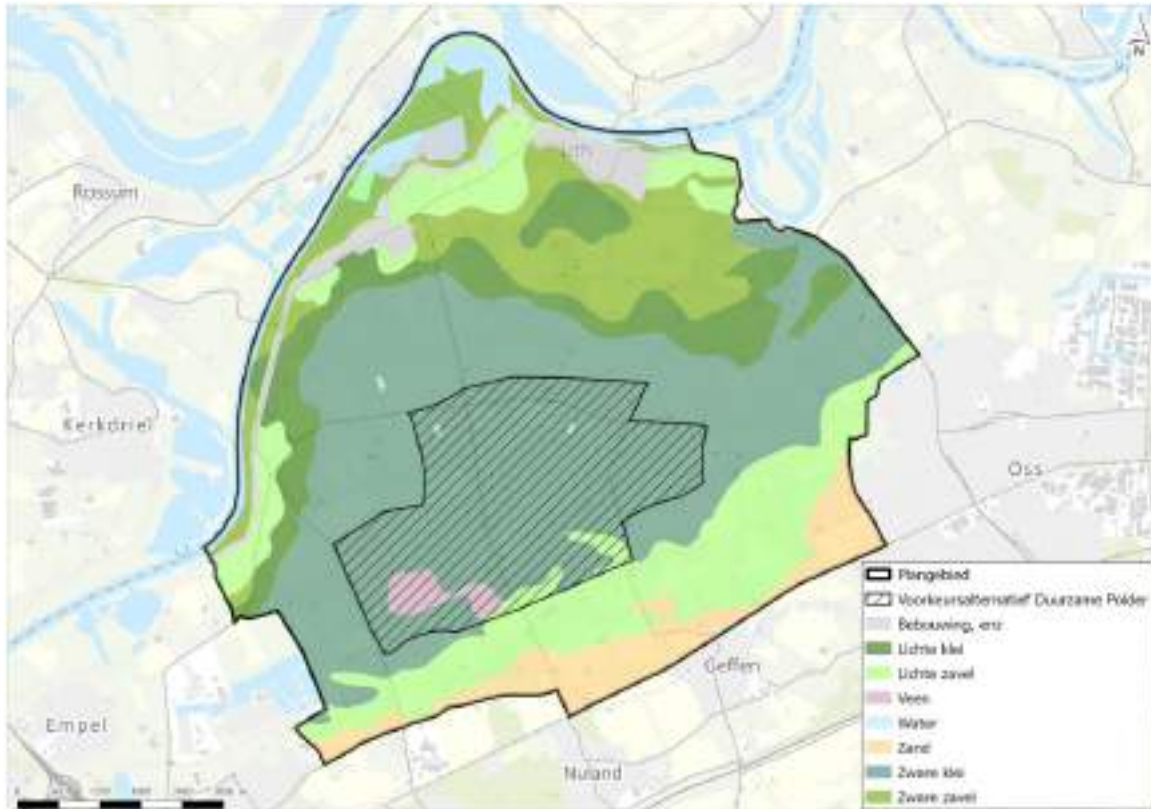 N
Lith
Rossum
Kerkdriel
Oss
Geffen
Empel
Nuland
Plangebied
Voorkeursalternatief Duurzame Polder
Bebouwing, enz
Lichte klei
Lichte zavel
Veen
Water
Zand
Zware klei
Zware zavel